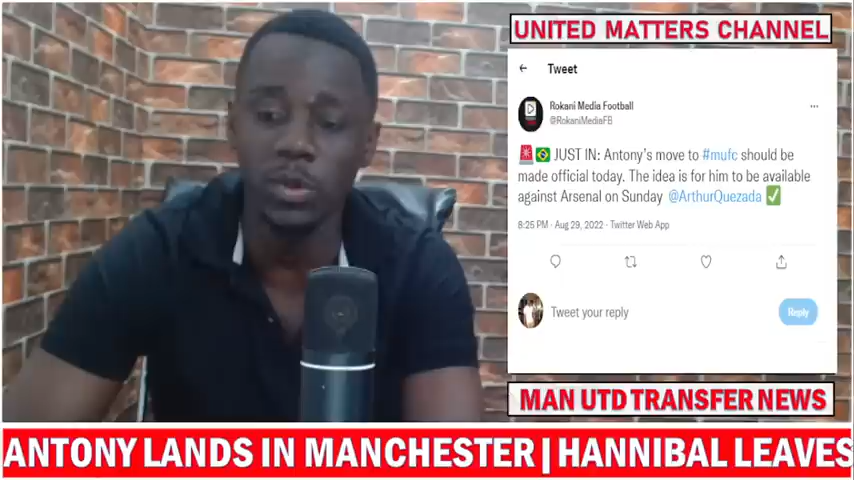 UNITED MATTERS CHANNEL
Tweet
Rokani Media Football
@RokaniMediaFB
JUST IN: Antony's move to #mufc should be
made official today. The idea is for him to be available
against Arsenal on Sunday @ArthurQuezada
8:25 PM · Aug 29, 2022 · Twitter Web App
Tweet your reply
Reply
MAN UTD TRANSFER NEWS
ANTONY LANDS IN MANCHESTER | HANNIBAL LEAVES